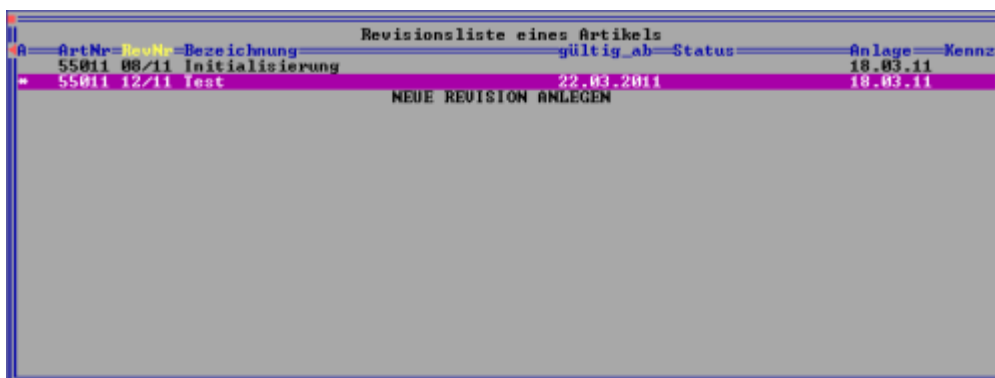 Revisionsliste eines Artikels
A ArtNr RevNr Bezeichnung gültig_ab Status Anlage Kennz
55011 08/11 Initialisierung 18.03.11
* 55011 12/11 Test 22.03.2011 18.03.11
NEUE REVISION ANLEGEN